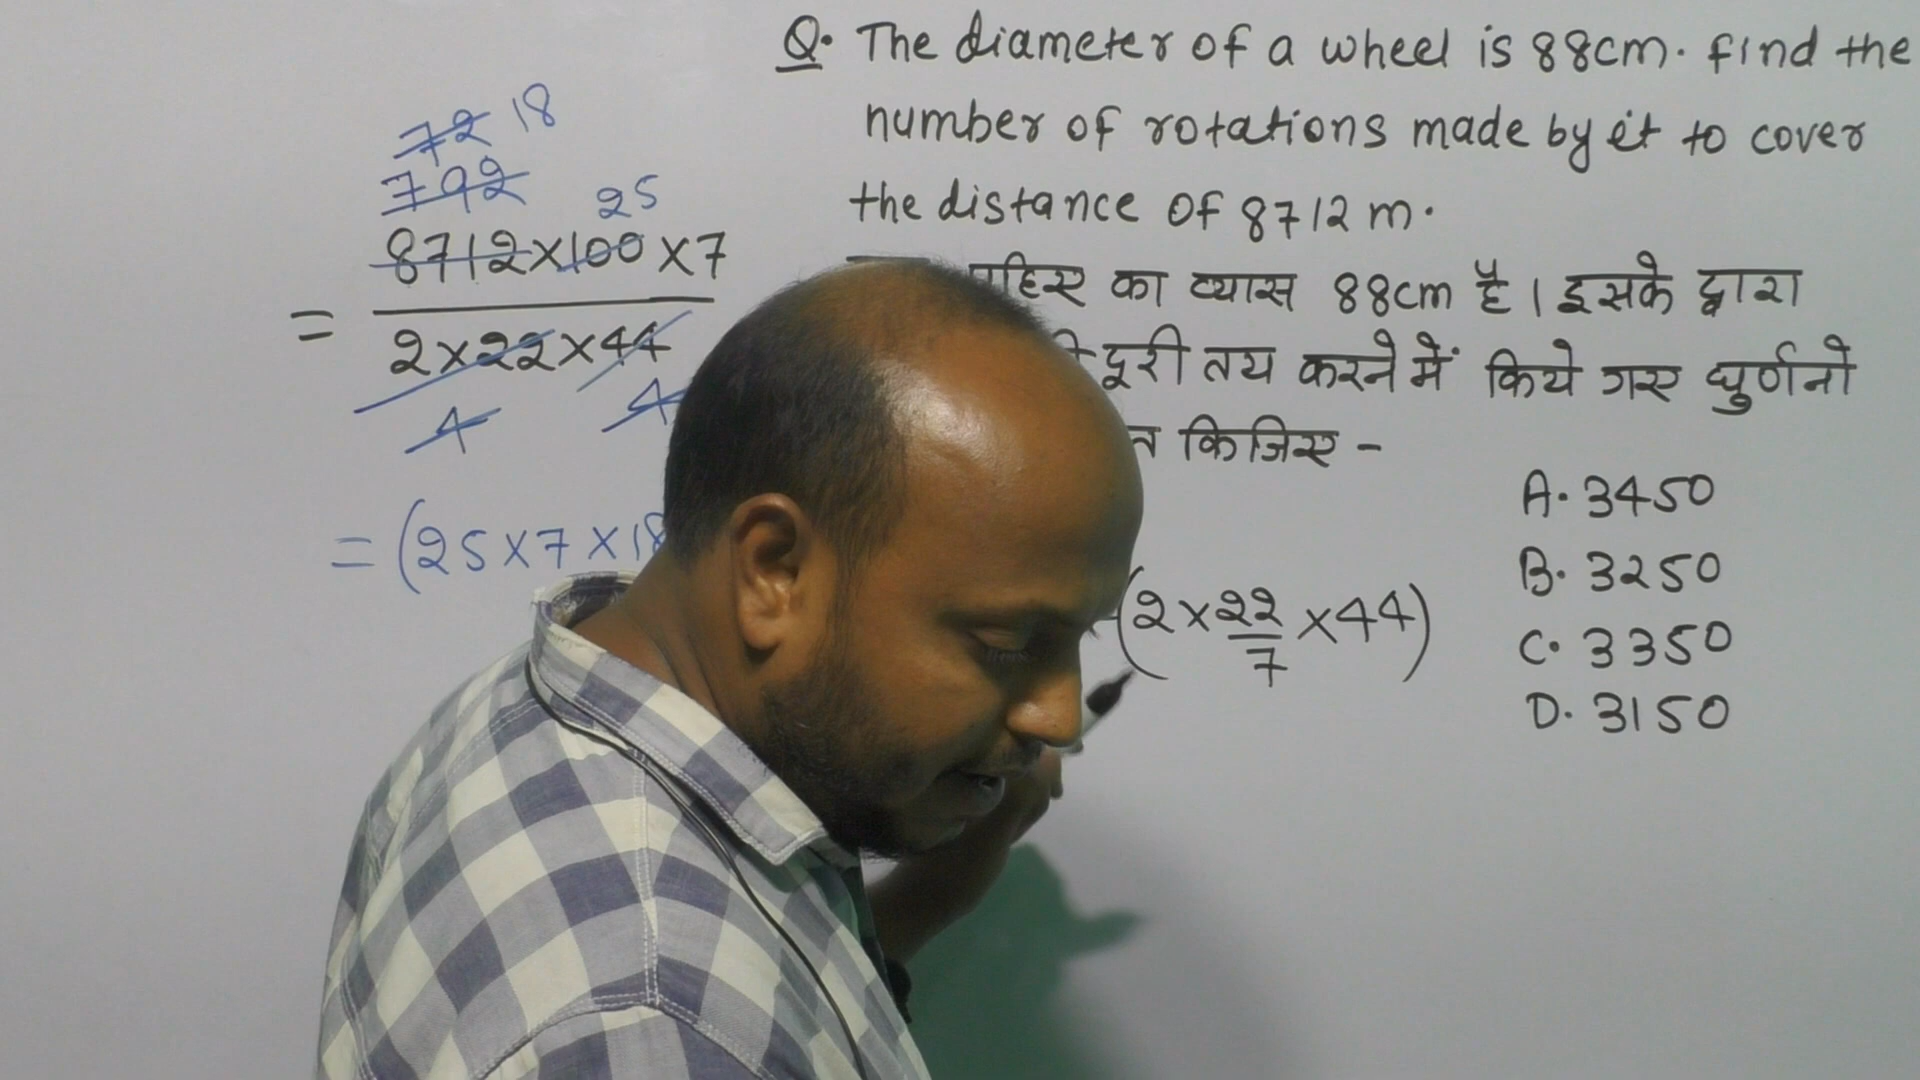 Q. The diameter of a wheel is 88cm. find the
number of rotations made by it to cover
the distance of 8712 m.
का व्यास 88cm है । इसके द्वारा
दूरी तय करने में किये गए घुर्णनो
किजिए -
A. 3450
B. 3250
C. 3350
D. 3150
(2 × 22/7 × 44)
72 18
792
25
= 8712 × 100 × 7
2 × 22 × 44
4 4
= (25 × 7 × 18